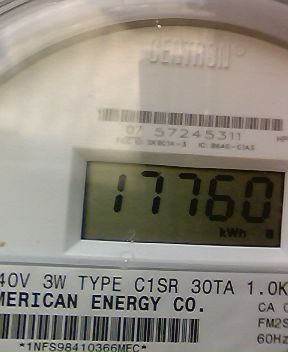 CENTRON®
07 57245311
17760
kWh
40V 3W TYPE C1SR 30TA 1.0K
MERICAN ENERGY CO.
CA
FM2S
60Hz
*1NFS98410366MEC*